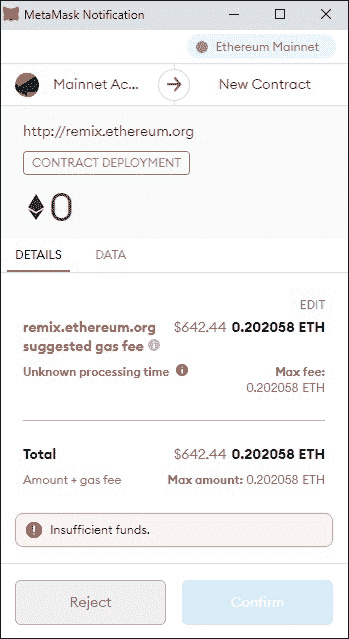 MetaMask Notification
Ethereum Mainnet
Mainnet Ac... New Contract
http://remix.ethereum.org
CONTRACT DEPLOYMENT
0
DETAILS DATA
EDIT
remix.ethereum.org $642.44 0.202058 ETH
suggested gas fee
Unknown processing time Max fee:
0.202058 ETH
Total $642.44 0.202058 ETH
Amount + gas fee Max amount: 0.202058 ETH
Insufficient funds.
Reject Confirm